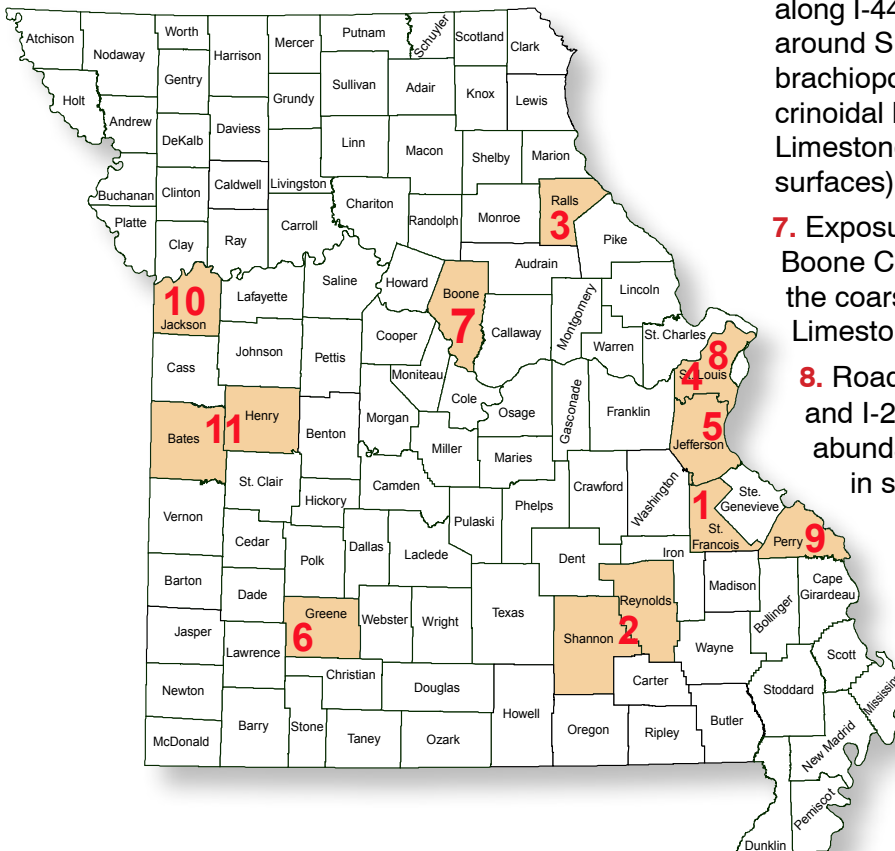 Atchison
Nodaway
Worth
Harrison
Mercer
Putnam
Schuyler
Scotland
Clark
Holt
Gentry
Grundy
Sullivan
Adair
Knox
Lewis
Andrew
DeKalb
Daviess
Linn
Macon
Shelby
Marion
Buchanan
Clinton
Caldwell
Livingston
Chariton
Randolph
Monroe
Ralls
3
Pike
Platte
Clay
Ray
Carroll
Saline
Howard
Boone
7
Audrain
Callaway
Montgomery
Lincoln
10
Jackson
Lafayette
Cooper
Warren
St. Charles
8
St. Louis
4
Cass
Johnson
Pettis
Moniteau
Cole
Osage
Gasconade
Franklin
5
Jefferson
Bates
11
Henry
Benton
Morgan
Miller
Maries
St. Clair
Camden
Crawford
Washington
1
St.
Francois
Ste.
Genevieve
Perry
9
Vernon
Hickory
Pulaski
Phelps
Cedar
Polk
Dallas
Laclede
Dent
Iron
Madison
Bollinger
Cape
Girardeau
Barton
Dade
Greene
6
Webster
Wright
Texas
Shannon
2
Reynolds
Wayne
Jasper
Lawrence
Christian
Douglas
Howell
Carter
Stoddard
Scott
Newton
Barry
Stone
Taney
Ozark
Oregon
Ripley
Butler
New Madrid
McDonald
Pemiscot
Dunklin
along I-44
around S
brachiopo
crinoidal
Limeston
surfaces)
7. Exposu
Boone C
the coars
Limesto
8. Road
and I-2
abund
in s